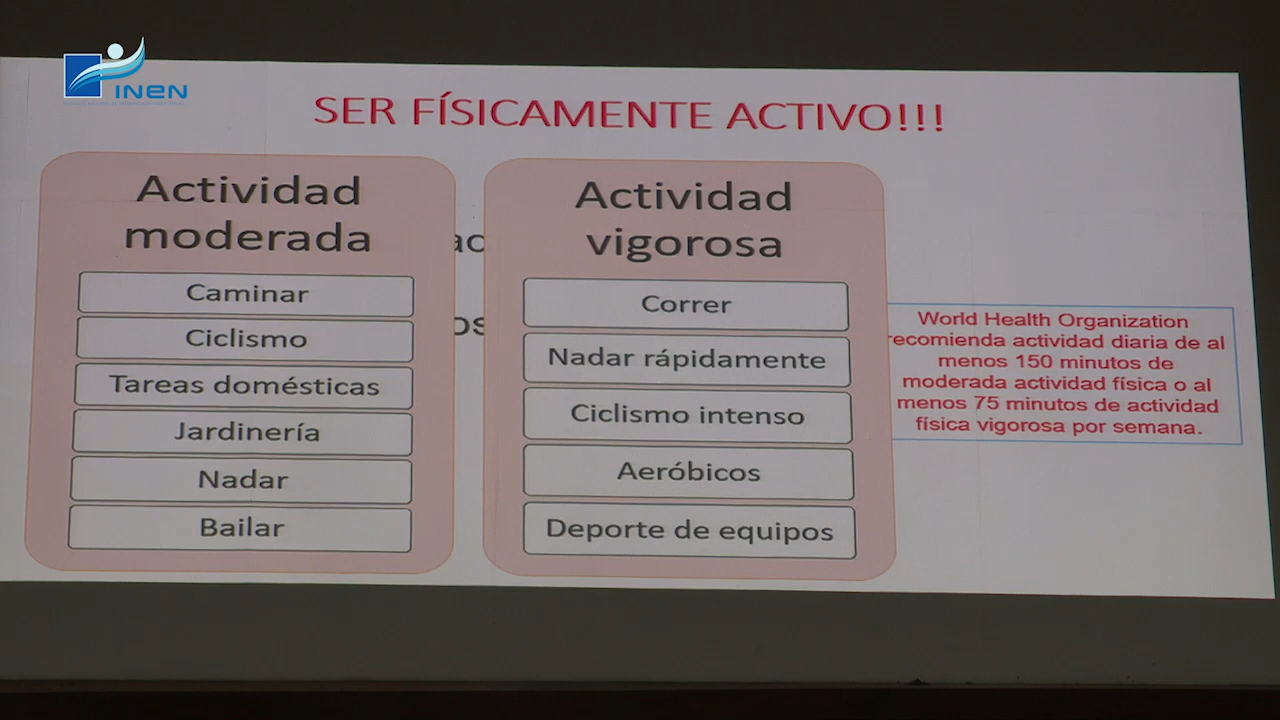 INEN
SER FÍSICAMENTE ACTIVO!!!
Actividad
moderada
Caminar
Ciclismo
Tareas domésticas
Jardinería
Nadar
Bailar
Actividad
vigorosa
Correr
Nadar rápidamente
Ciclismo intenso
Aeróbicos
Deporte de equipos
World Health Organization
recomienda actividad diaria de al
menos 150 minutos de
moderada actividad física o al
menos 75 minutos de actividad
física vigorosa por semana.